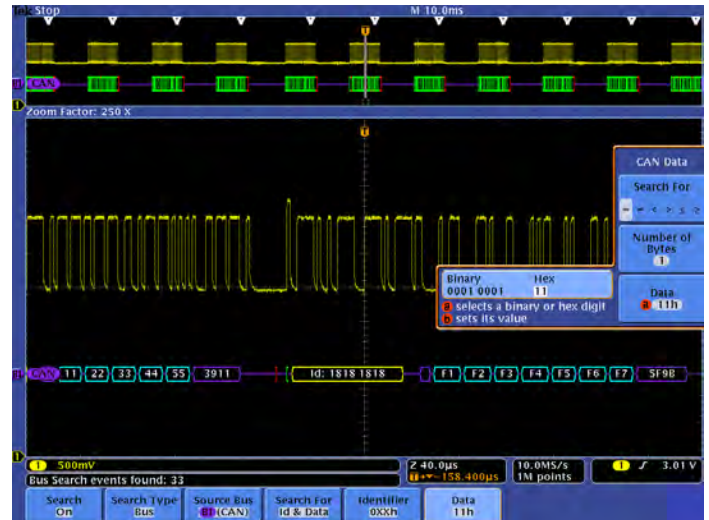 Tek Stop M 10.0ms
CAN
Zoom Factor: 250 X
CAN Data
Search For
= ≠ < > ≤ ≥
Number of
Bytes
1
Data
a 11h
Binary Hex
0001 0001 11
a selects a binary or hex digit
b sets its value
B1 CAN 11 22 33 44 55 3911 Id: 1818 1818 F1 F2 F3 F4 F5 F6 F7 5F9B
1 500mV Z 40.0µs 10.0MS/s 1 3.01 V
-158.400µs 1M points
Bus Search events found: 33
Search Search Type Source Bus Search For Identifier Data
On Bus B1 (CAN) Id & Data 0XXh 11h